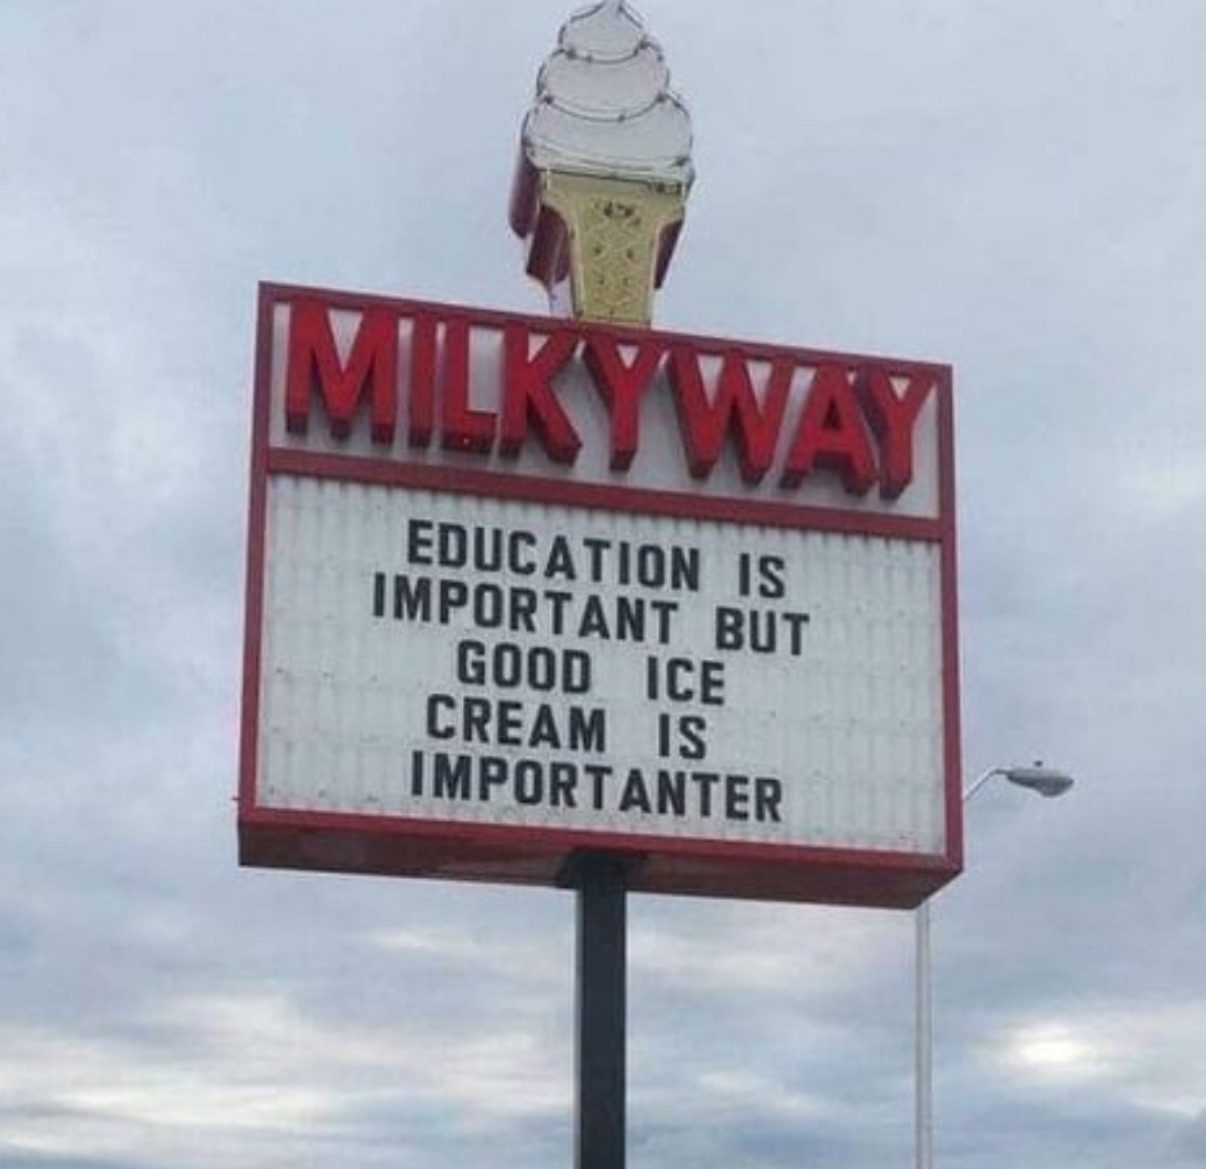 MILKYWAY
EDUCATION IS
IMPORTANT BUT
GOOD ICE
CREAM IS
IMPORTANTER